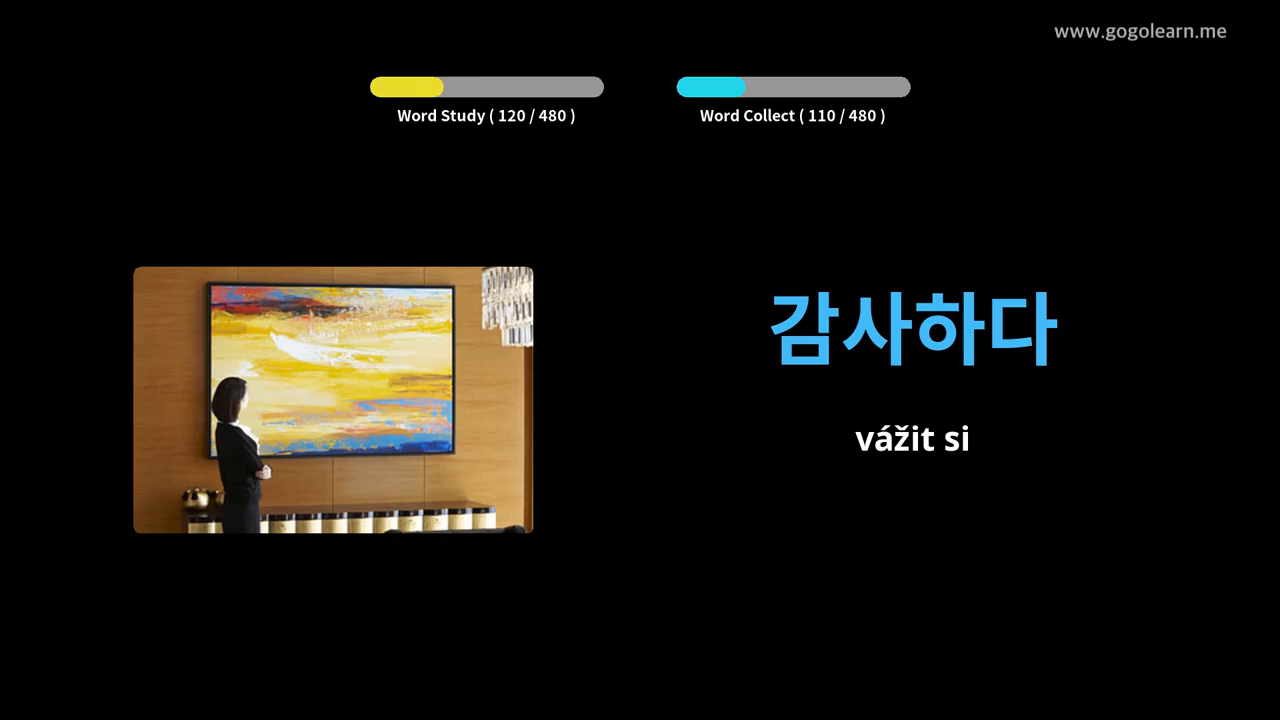 www.gogolearn.me
Word Study ( 120 / 480 )
Word Collect ( 110 / 480 )
감사하다
vážit si